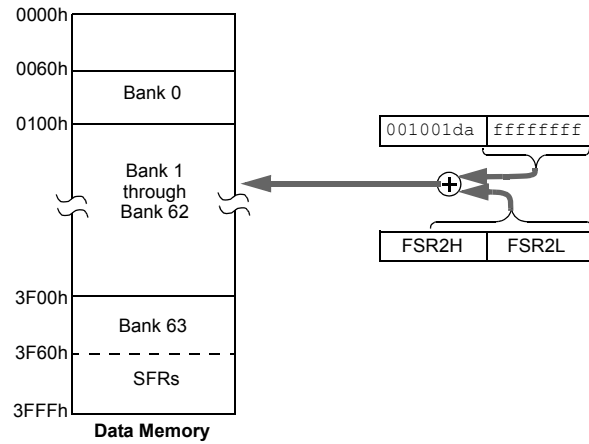 0000h
0060h
Bank 0
0100h
001001da ffffffff
Bank 1
through
Bank 62
FSR2H FSR2L
3F00h
Bank 63
3F60h
SFRs
3FFFh
Data Memory